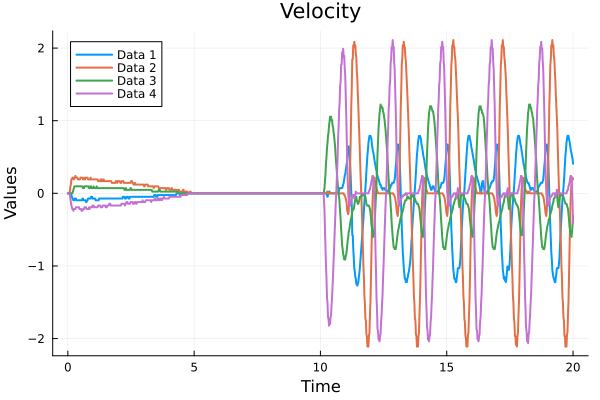 Velocity
Values
2
1
0
−1
−2
Data 1
Data 2
Data 3
Data 4
0
5
10
15
20
Time